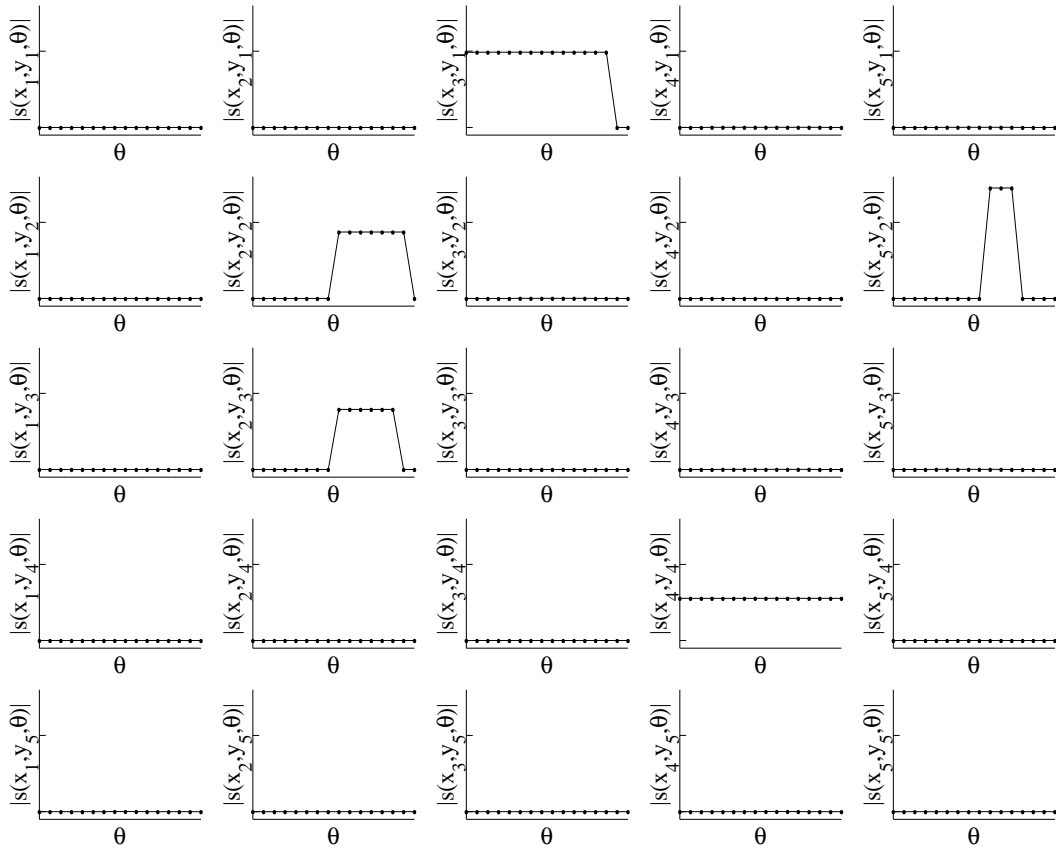 |s(x₁,y₁,θ)| |s(x₂,y₁,θ)| |s(x₃,y₁,θ)| |s(x₄,y₁,θ)| |s(x₅,y₁,θ)|
θ θ θ θ θ
|s(x₁,y₂,θ)| |s(x₂,y₂,θ)| |s(x₃,y₂,θ)| |s(x₄,y₂,θ)| |s(x₅,y₂,θ)|
θ θ θ θ θ
|s(x₁,y₃,θ)| |s(x₂,y₃,θ)| |s(x₃,y₃,θ)| |s(x₄,y₃,θ)| |s(x₅,y₃,θ)|
θ θ θ θ θ
|s(x₁,y₄,θ)| |s(x₂,y₄,θ)| |s(x₃,y₄,θ)| |s(x₄,y₄,θ)| |s(x₅,y₄,θ)|
θ θ θ θ θ
|s(x₁,y₅,θ)| |s(x₂,y₅,θ)| |s(x₃,y₅,θ)| |s(x₄,y₅,θ)| |s(x₅,y₅,θ)|
θ θ θ θ θ